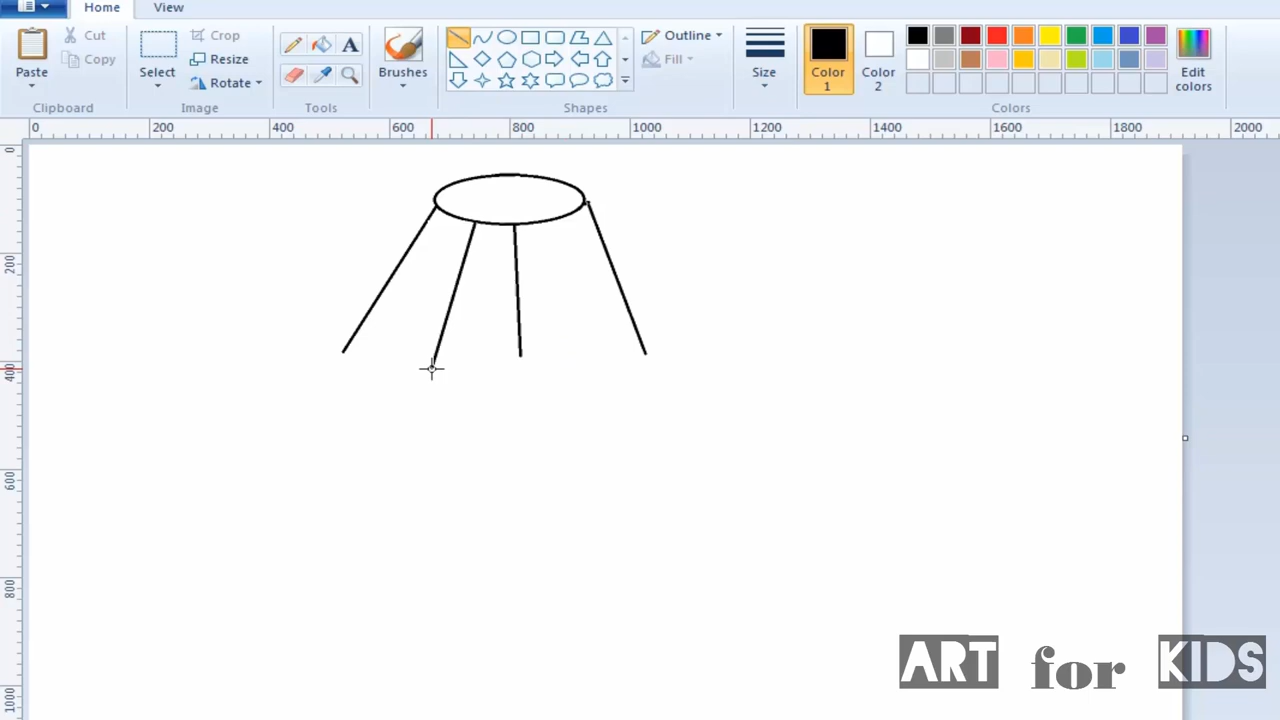 Home View
Cut
Copy
Paste
Clipboard
Crop
Resize
Rotate
Select
Image
A
Tools
Brushes
Outline
Fill
Shapes
Size
Color
1
Color
2
Edit
colors
Colors
0 200 400 600 800 1000 1200 1400 1600 1800 2000
0
200
400
600
800
1000
ART for KIDS